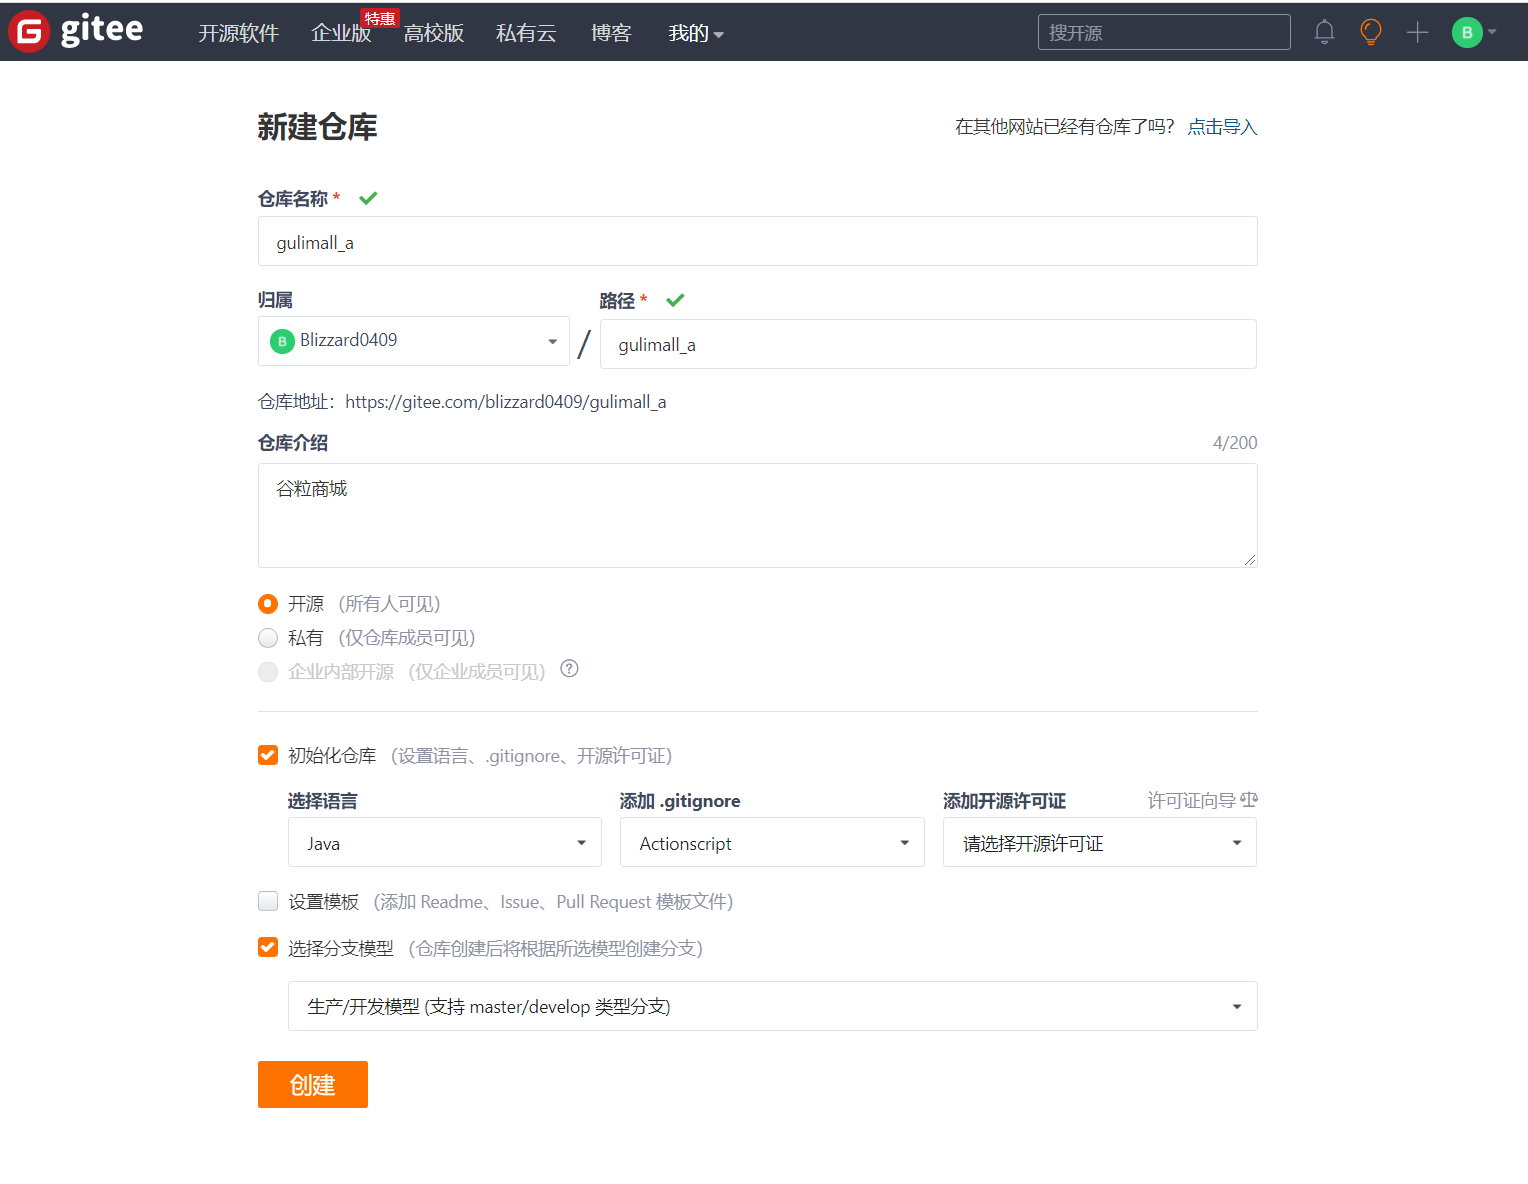 gitee 开源软件 企业版 特惠 高校版 私有云 博客 我的 搜开源 B
新建仓库 在其他网站已经有仓库了吗? 点击导入
仓库名称 *
gulimall_a
归属 路径 *
B Blizzard0409 / gulimall_a
仓库地址：https://gitee.com/blizzard0409/gulimall_a
仓库介绍 4/200
谷粒商城
开源 （所有人可见）
私有 （仅仓库成员可见）
企业内部开源 （仅企业成员可见） ?
初始化仓库 （设置语言、.gitignore、开源许可证）
选择语言 添加 .gitignore 添加开源许可证 许可证向导
Java Actionscript 请选择开源许可证
设置模板 （添加 Readme、Issue、Pull Request 模板文件）
选择分支模型 （仓库创建后将根据所选模型创建分支）
生产/开发模型 (支持 master/develop 类型分支)
创建